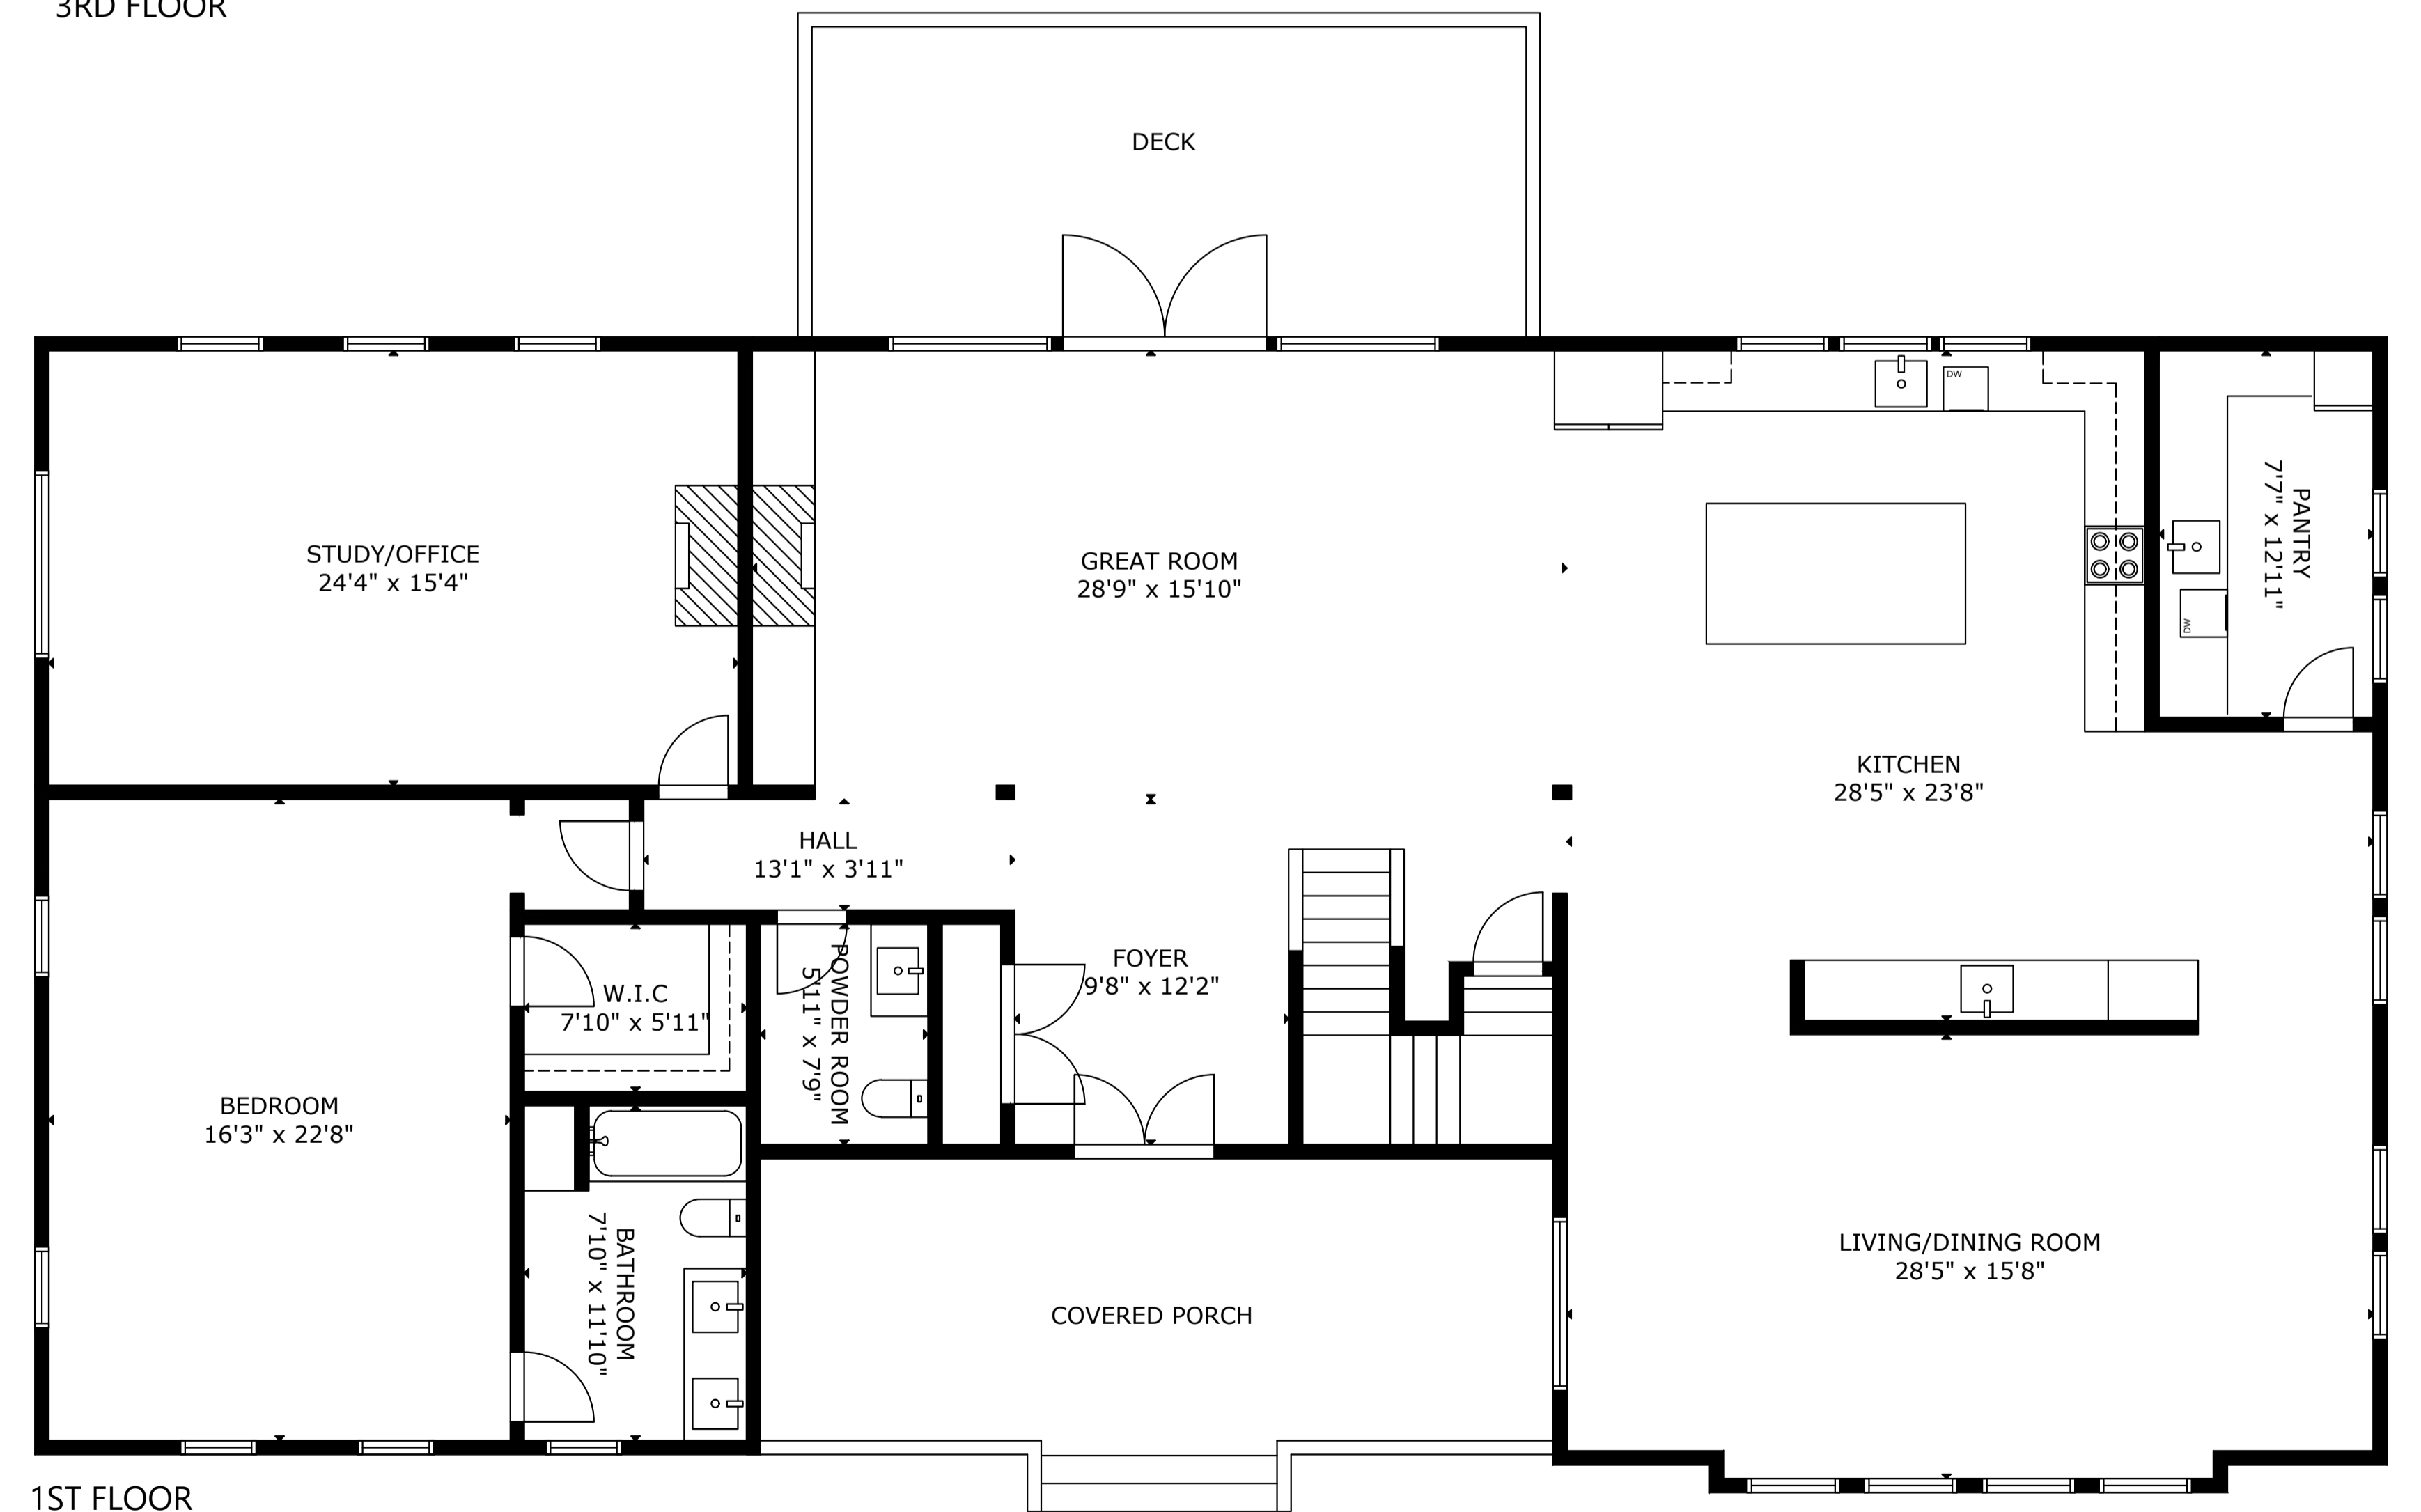 3RD FLOOR
DECK
DW
STUDY/OFFICE
24'4" x 15'4"
GREAT ROOM
28'9" x 15'10"
PANTRY
7'7" x 12'11"
DW
KITCHEN
28'5" x 23'8"
HALL
13'1" x 3'11"
FOYER
9'8" x 12'2"
W.I.C
7'10" x 5'11"
POWDER ROOM
5'11" x 7'9"
BEDROOM
16'3" x 22'8"
BATHROOM
7'10" x 11'10"
LIVING/DINING ROOM
28'5" x 15'8"
COVERED PORCH
1ST FLOOR